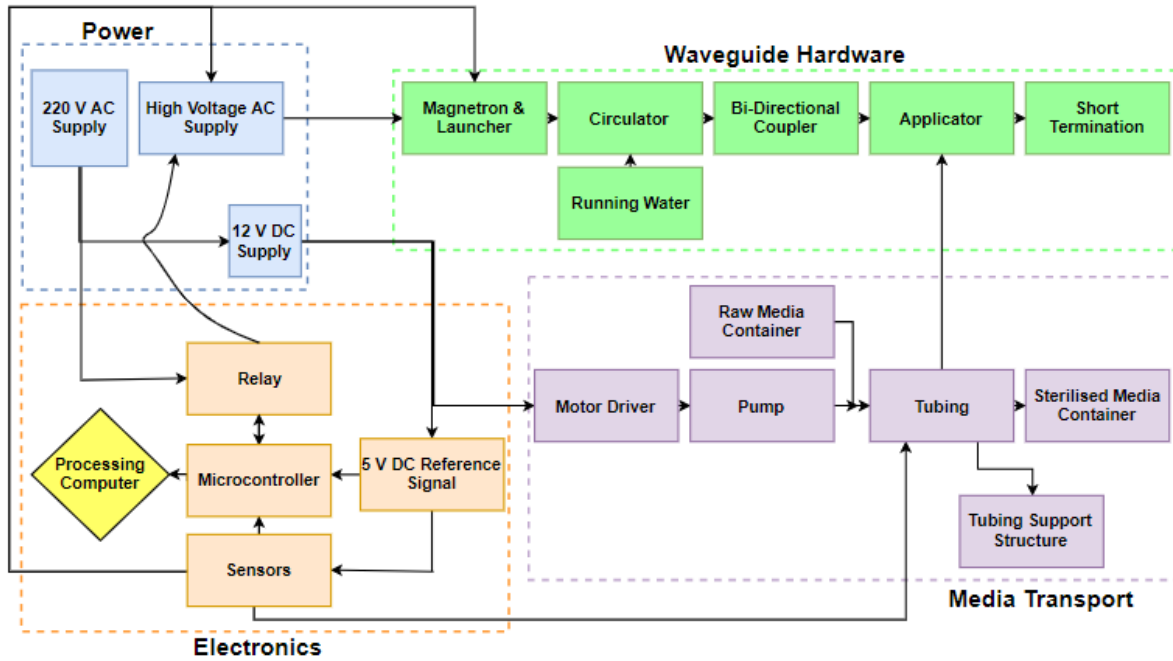 Power
220 V AC
Supply
High Voltage AC
Supply
12 V DC
Supply
Waveguide Hardware
Magnetron &
Launcher
Circulator
Bi-Directional
Coupler
Applicator
Short
Termination
Running Water
Relay
Processing
Computer
Microcontroller
5 V DC Reference
Signal
Sensors
Electronics
Raw Media
Container
Motor Driver
Pump
Tubing
Sterilised Media
Container
Tubing Support
Structure
Media Transport